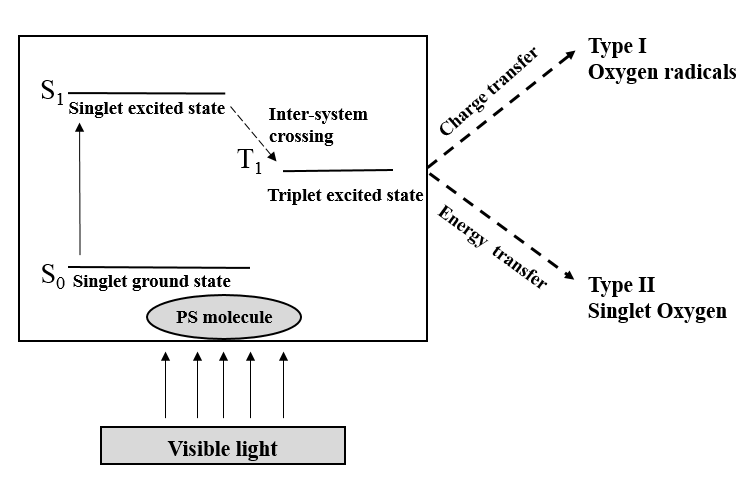 Type I
Oxygen radicals
Charge transfer
S1
Singlet excited state
Inter-system
crossing
T1
Triplet excited state
Energy transfer
S0
Singlet ground state
Type II
Singlet Oxygen
PS molecule
Visible light